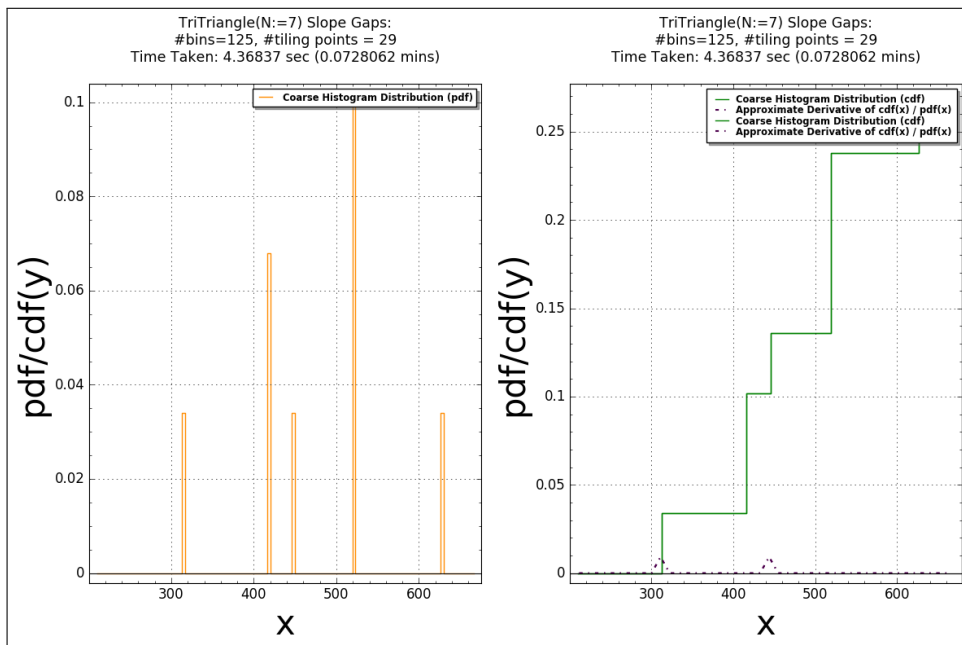 TriTriangle(N:=7) Slope Gaps:
#bins=125, #tiling points = 29
Time Taken: 4.36837 sec (0.0728062 mins)
Coarse Histogram Distribution (pdf)
0.1
0.08
0.06
0.04
0.02
0
pdf/cdf(y)
300
400
500
600
x
TriTriangle(N:=7) Slope Gaps:
#bins=125, #tiling points = 29
Time Taken: 4.36837 sec (0.0728062 mins)
Coarse Histogram Distribution (cdf)
Approximate Derivative of cdf(x) / pdf(x)
Coarse Histogram Distribution (cdf)
Approximate Derivative of cdf(x) / pdf(x)
0.25
0.2
0.15
0.1
0.05
0
pdf/cdf(y)
300
400
500
600
x